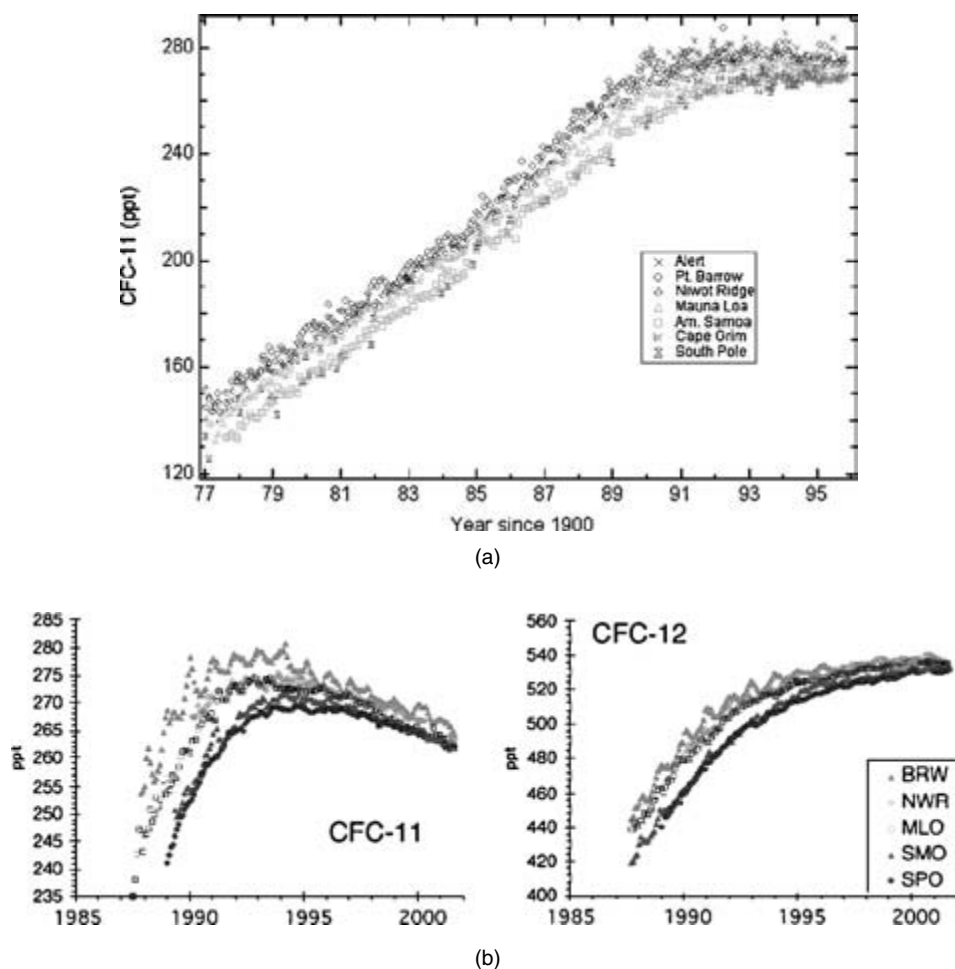 280
240
200
160
120
CFC-11 (ppt)
Alert
Pt. Barrow
Niwot Ridge
Mauna Loa
Am. Samoa
Cape Grim
South Pole
77 79 81 83 85 87 89 91 93 95
Year since 1900
(a)
285
280
275
270
265
260
255
250
245
240
235
ppt
CFC-11
1985 1990 1995 2000
560
540
520
500
480
460
440
420
400
ppt
CFC-12
BRW
NWR
MLO
SMO
SPO
1985 1990 1995 2000
(b)